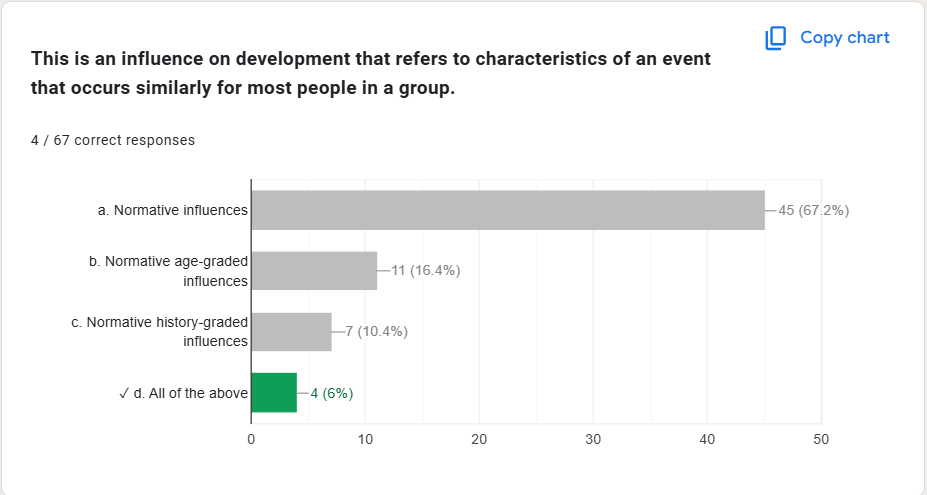 Copy chart
This is an influence on development that refers to characteristics of an event
that occurs similarly for most people in a group.
4 / 67 correct responses
a. Normative influences
45 (67.2%)
b. Normative age-graded
influences
11 (16.4%)
c. Normative history-graded
influences
7 (10.4%)
✓ d. All of the above
4 (6%)
0 10 20 30 40 50